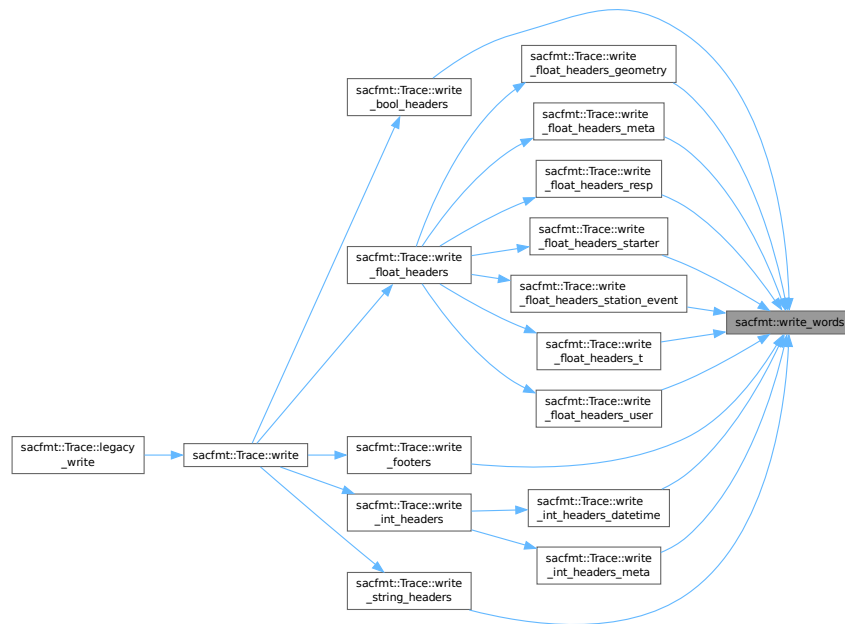 sacfmt::Trace::write
_float_headers_geometry
sacfmt::Trace::write
_bool_headers
sacfmt::Trace::write
_float_headers_meta
sacfmt::Trace::write
_float_headers_resp
sacfmt::Trace::write
_float_headers_starter
sacfmt::Trace::write
_float_headers
sacfmt::Trace::write
_float_headers_station_event
sacfmt::write_words
sacfmt::Trace::write
_float_headers_t
sacfmt::Trace::write
_float_headers_user
sacfmt::Trace::legacy
_write
sacfmt::Trace::write
sacfmt::Trace::write
_footers
sacfmt::Trace::write
_int_headers
sacfmt::Trace::write
_int_headers_datetime
sacfmt::Trace::write
_int_headers_meta
sacfmt::Trace::write
_string_headers